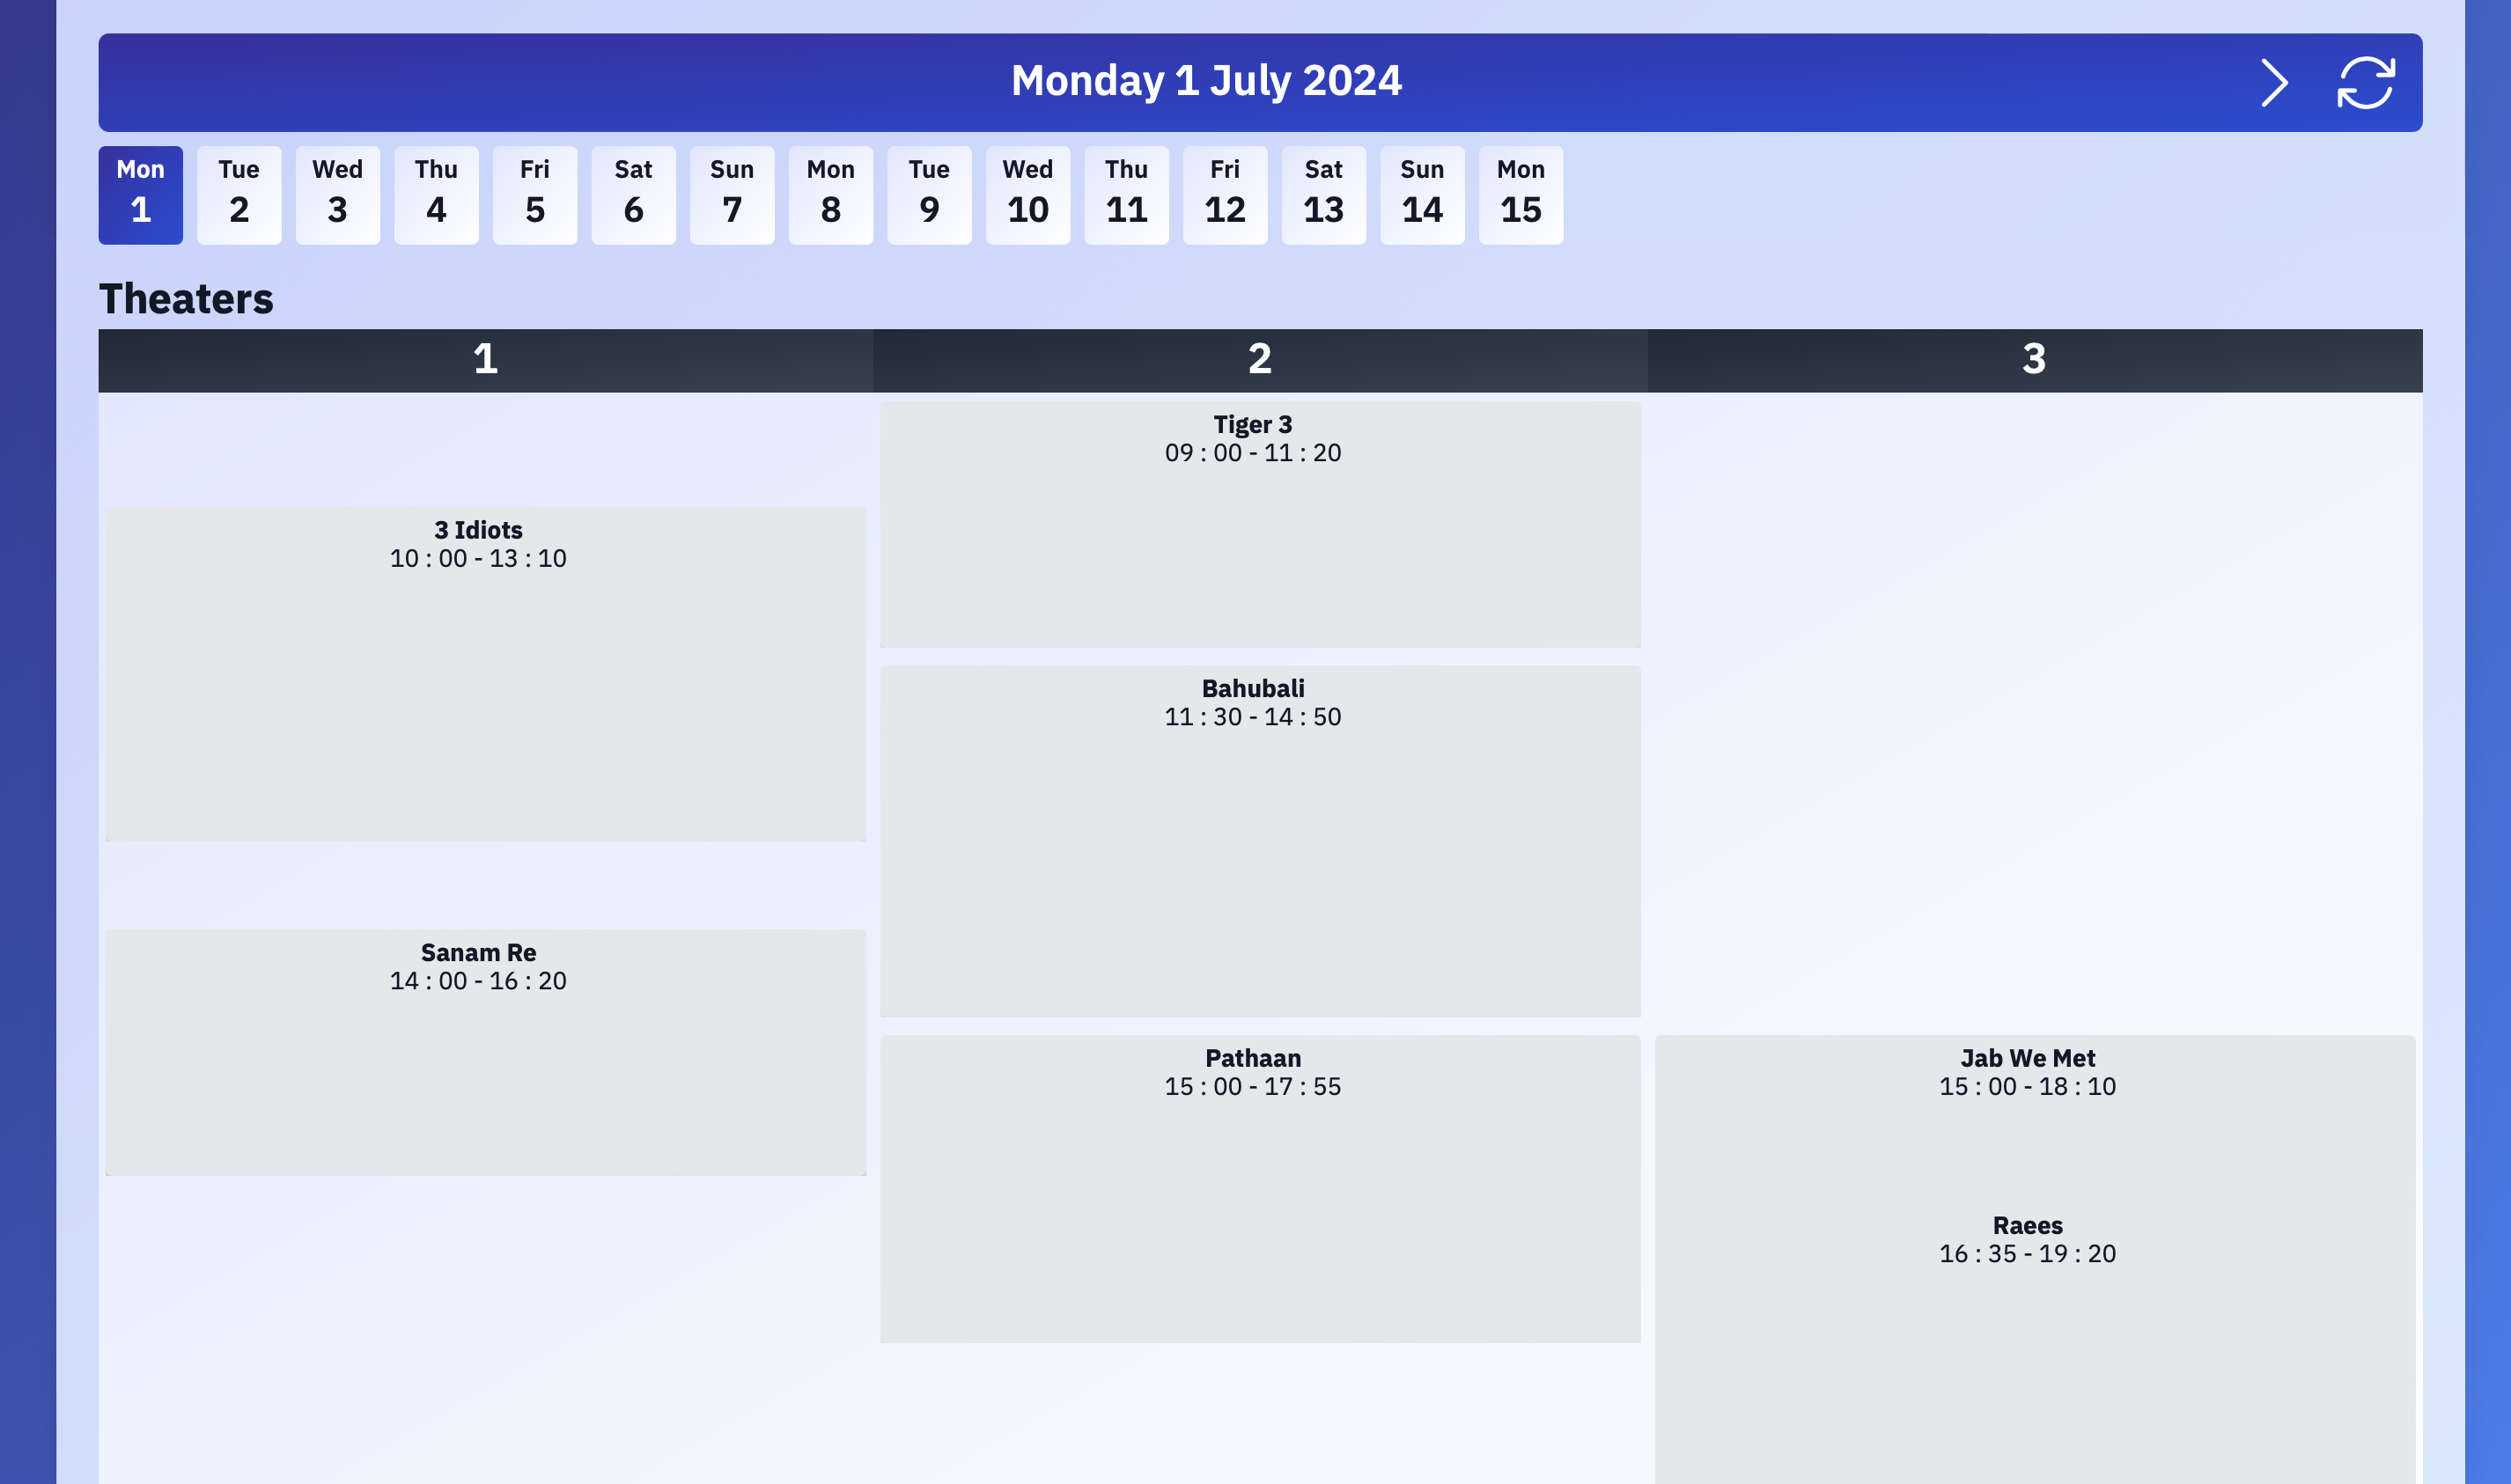 Monday 1 July 2024
Mon Tue Wed Thu Fri Sat Sun Mon Tue Wed Thu Fri Sat Sun Mon
1 2 3 4 5 6 7 8 9 10 11 12 13 14 15
Theaters
1 2 3
Tiger 3
09 : 00 - 11 : 20
3 Idiots
10 : 00 - 13 : 10
Bahubali
11 : 30 - 14 : 50
Sanam Re
14 : 00 - 16 : 20
Pathaan
15 : 00 - 17 : 55
Jab We Met
15 : 00 - 18 : 10
Raees
16 : 35 - 19 : 20